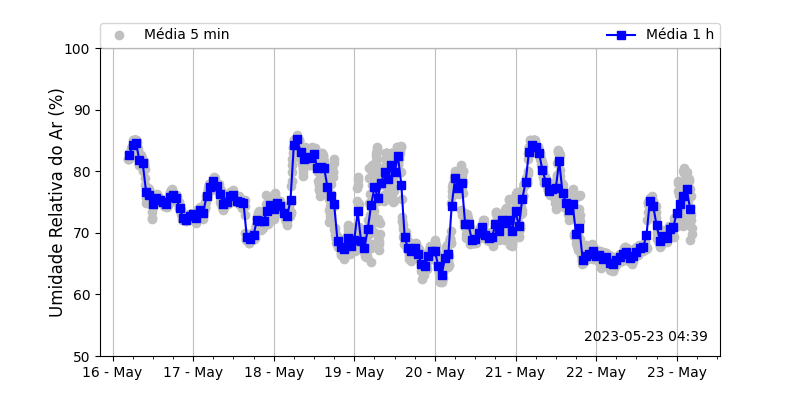 Média 5 min Média 1 h
Umidade Relativa do Ar (%)
100
90
80
70
60
50
2023-05-23 04:39
16 - May 17 - May 18 - May 19 - May 20 - May 21 - May 22 - May 23 - May